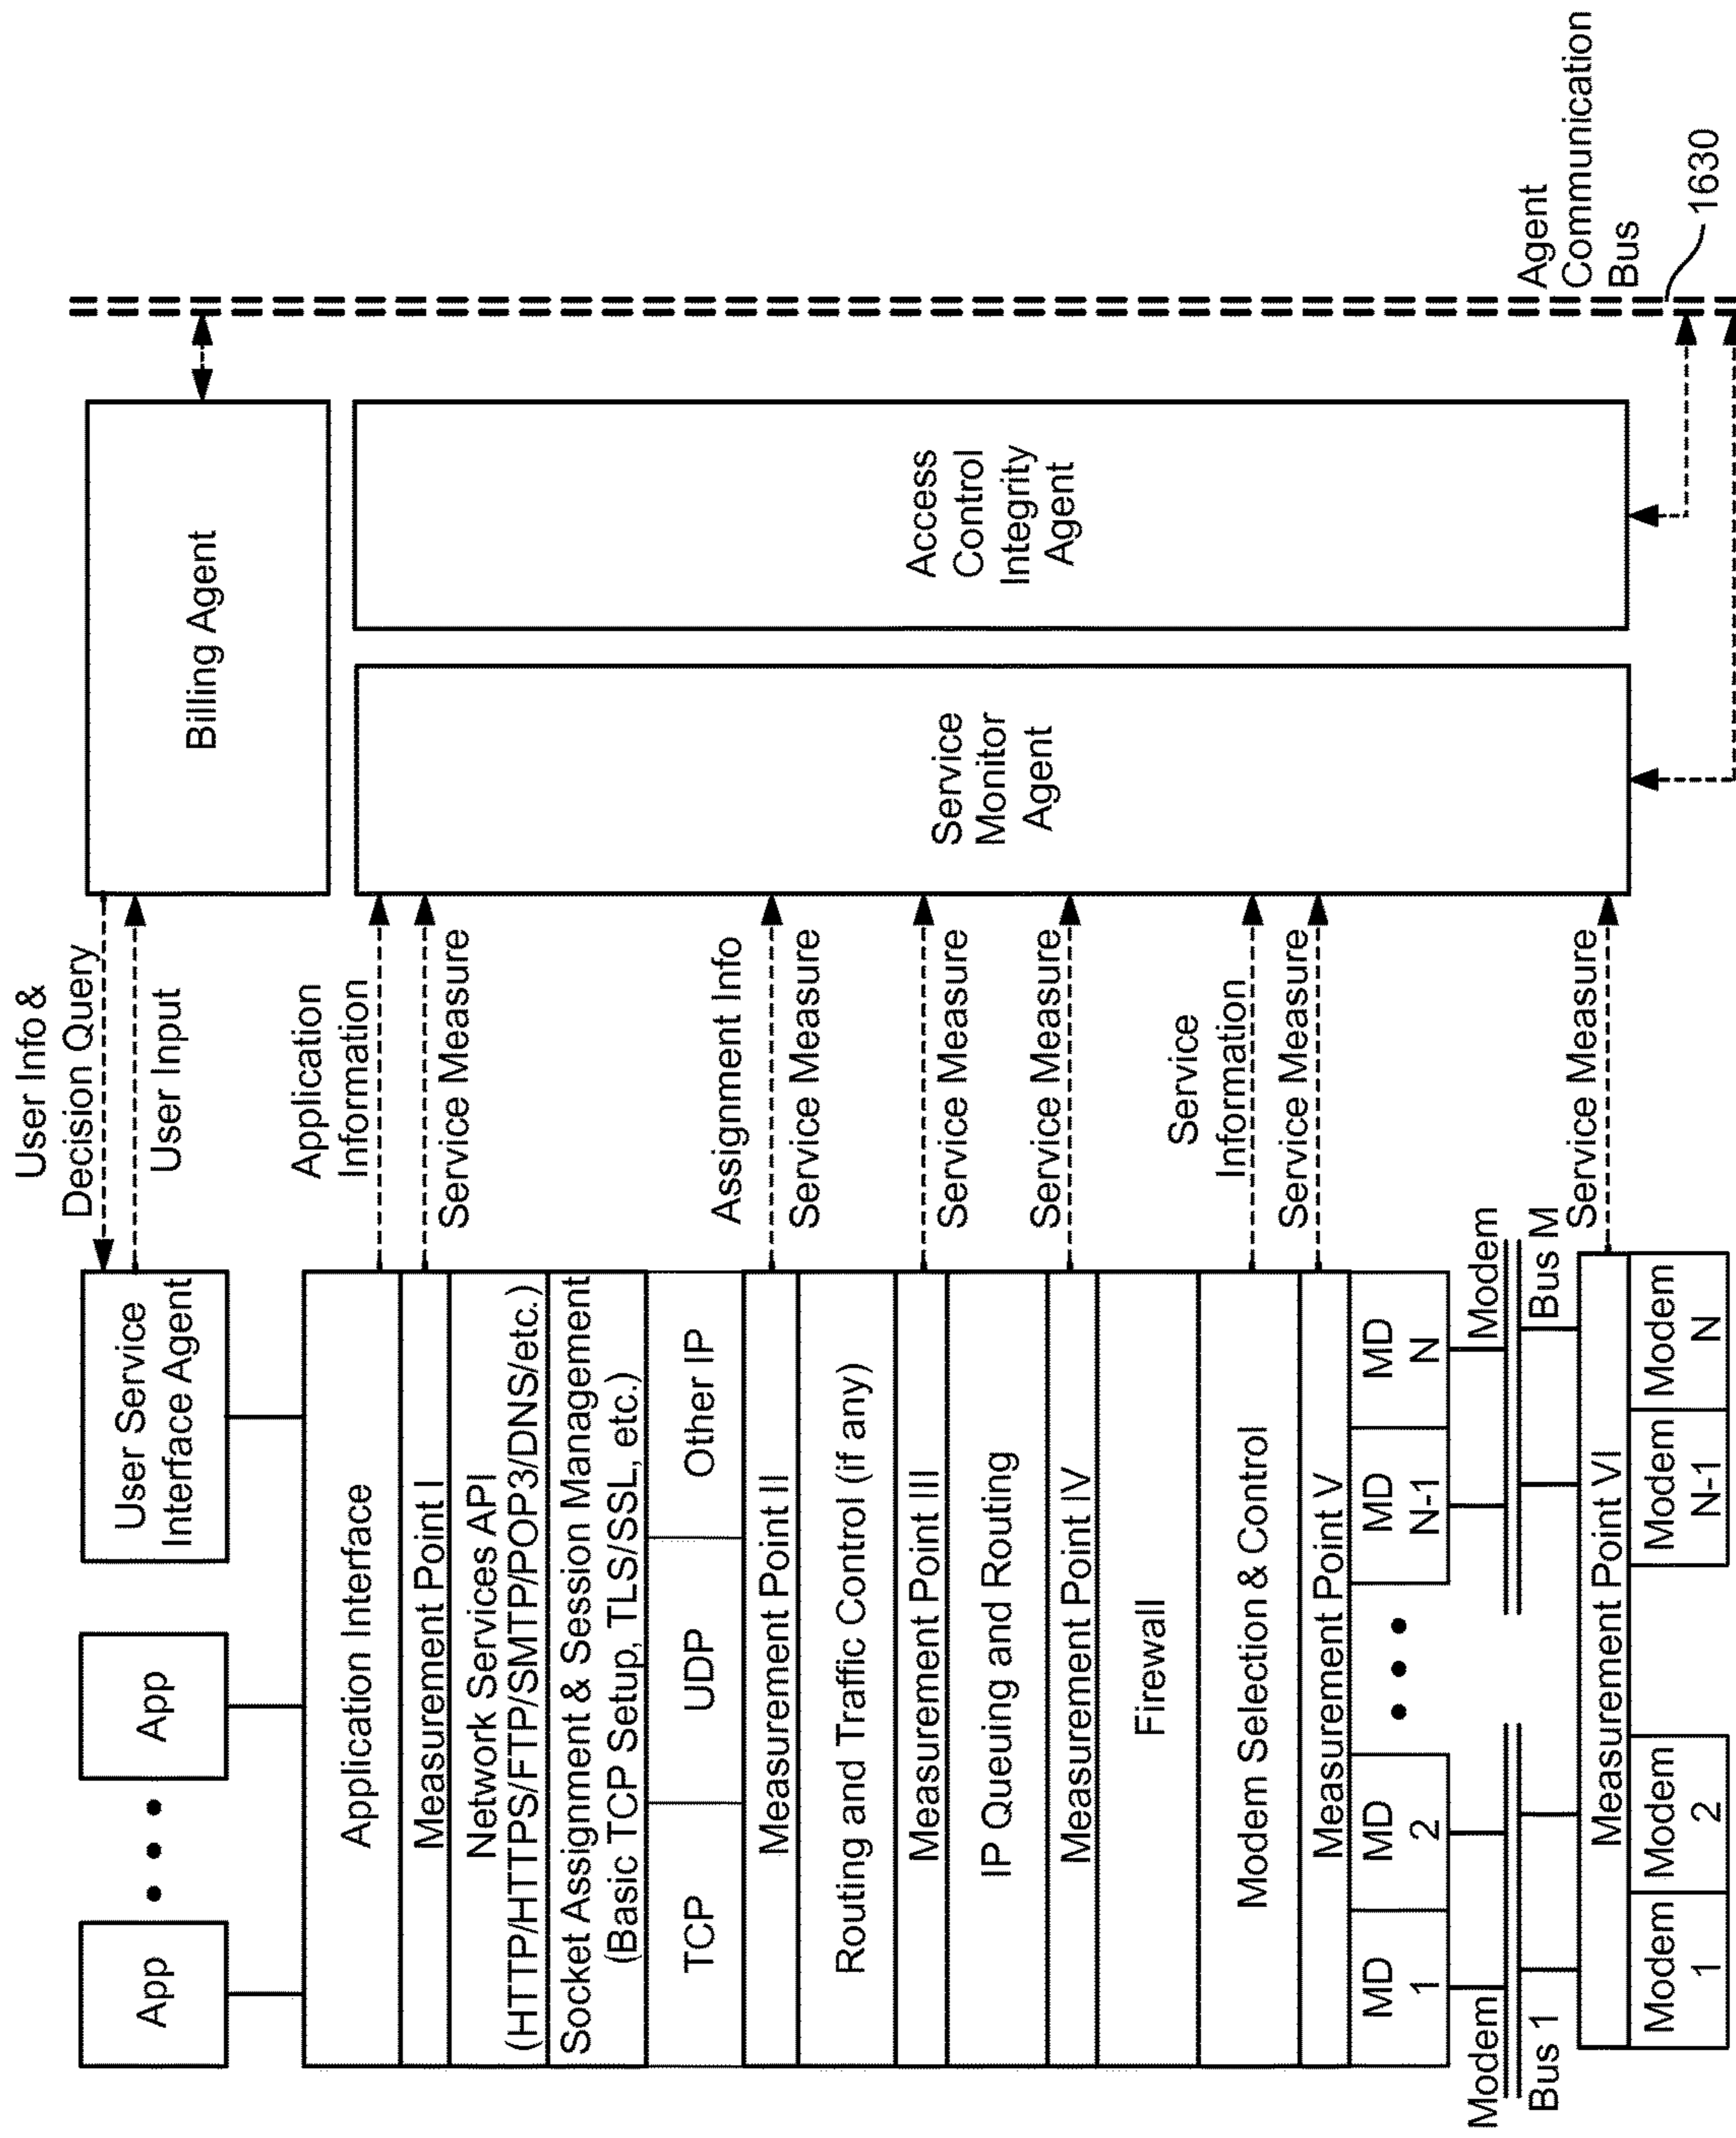 User Info &
Decision Query
User Input
Application
Information
Service Measure
Assignment Info
Service Measure
Service Measure
Service Measure
Service
Information
Service Measure
Service Measure
App
App
User Service
Interface Agent
Billing Agent
Application Interface
Measurement Point I
Network Services API
(HTTP/HTTPS/FTP/SMTP/POP3/DNS/etc.)
Socket Assignment & Session Management
(Basic TCP Setup, TLS/SSL, etc.)
TCP
UDP
Other IP
Measurement Point II
Routing and Traffic Control (if any)
Measurement Point III
IP Queuing and Routing
Measurement Point IV
Firewall
Modem Selection & Control
Measurement Point V
MD
1
MD
2
MD
N-1
MD
N
Modem
Bus 1
Modem
Bus M
Measurement Point VI
Modem
1
Modem
2
Modem
N-1
Modem
N
Service
Monitor
Agent
Access
Control
Integrity
Agent
Agent
Communication
Bus
1630